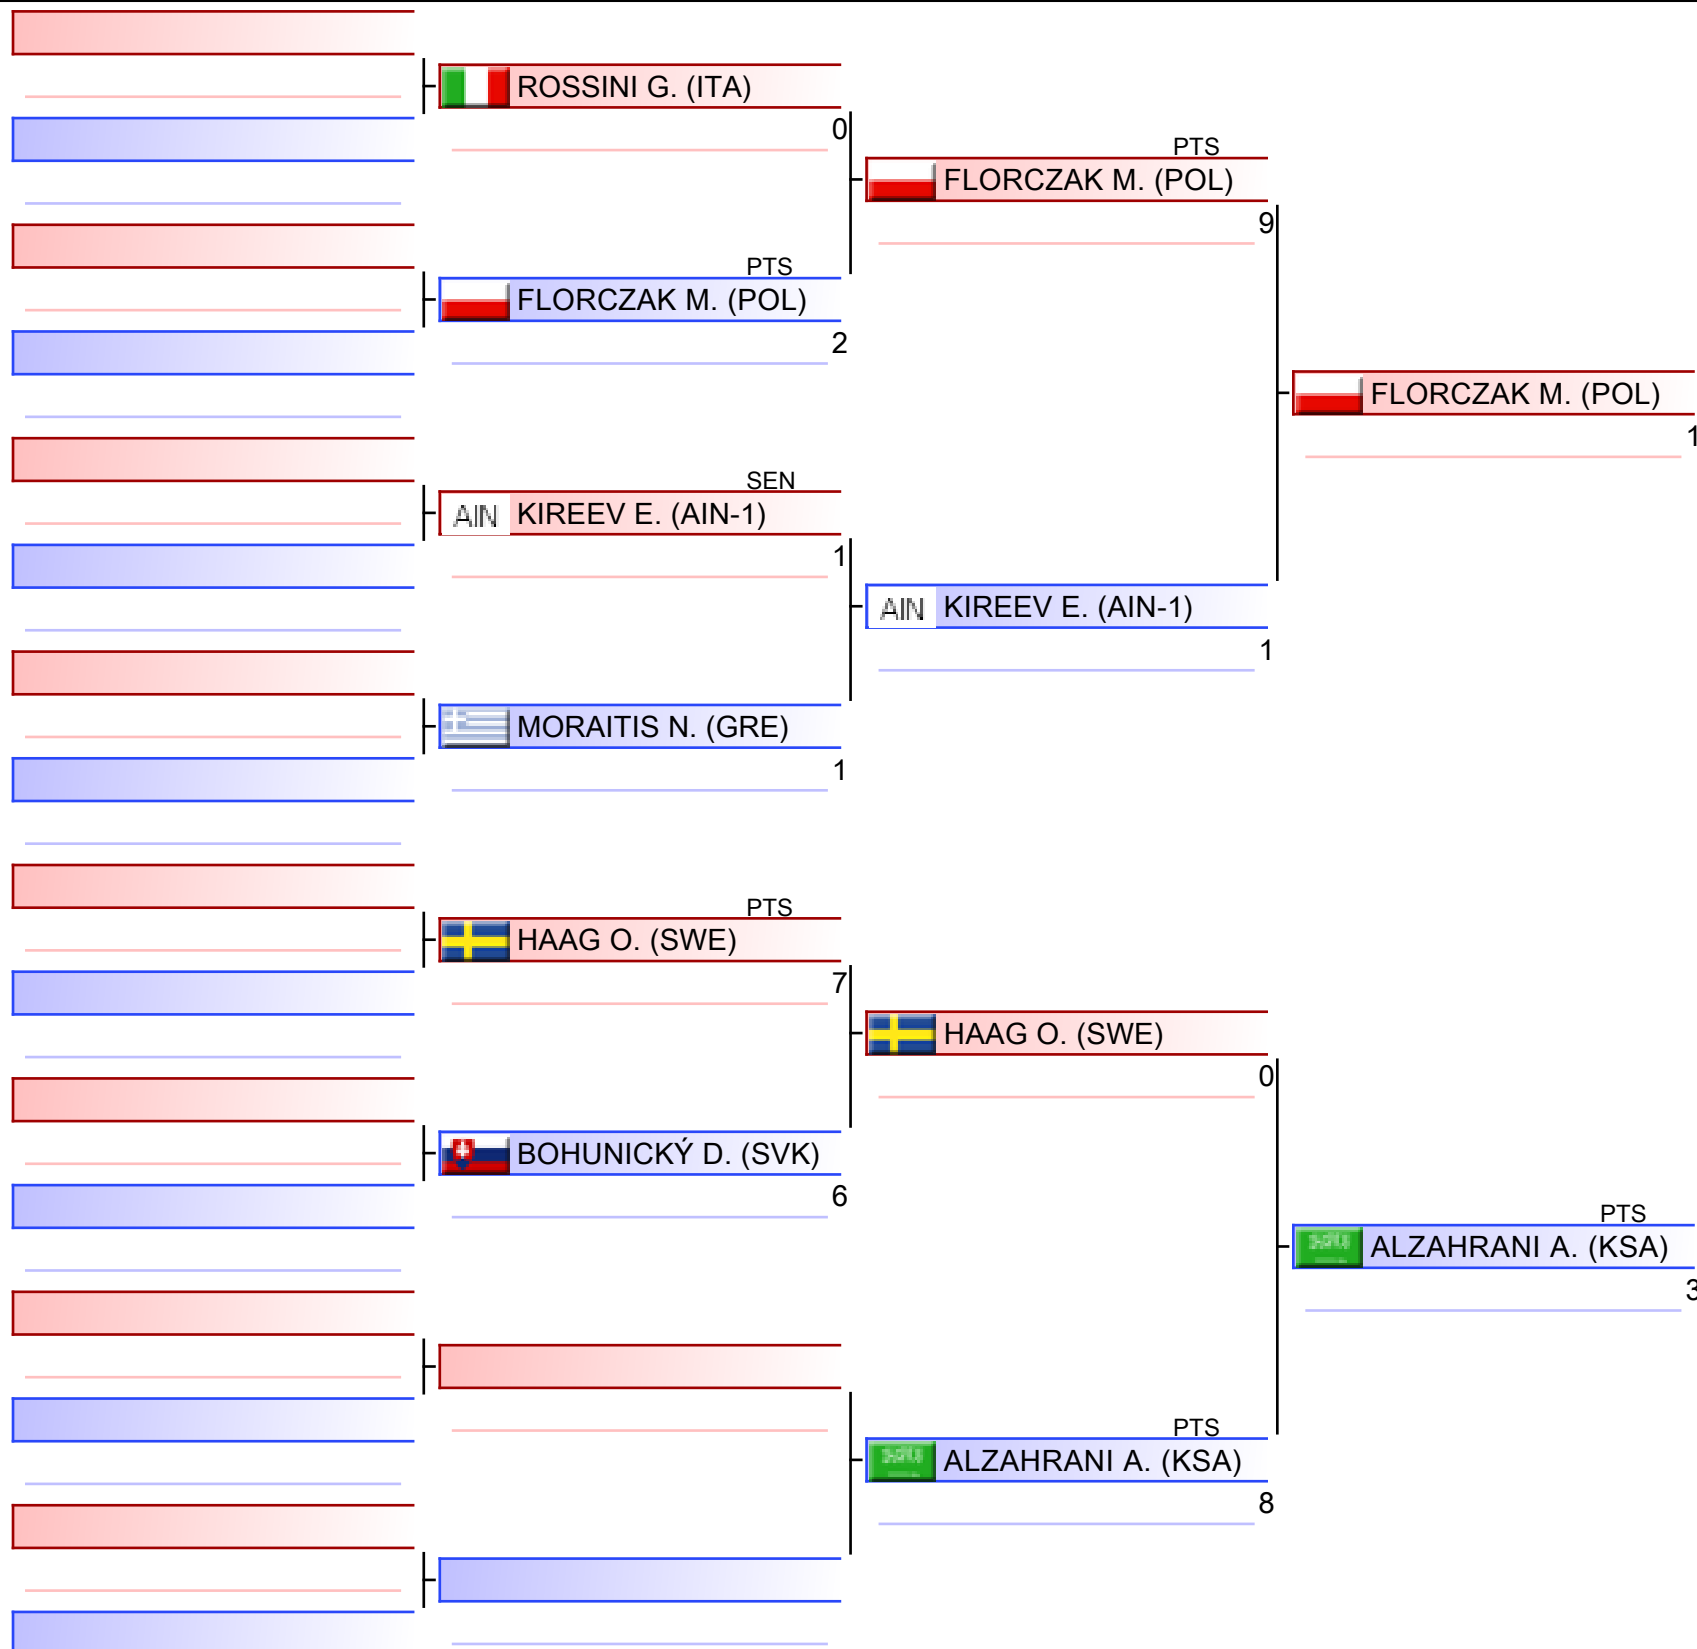 ROSSINI G. (ITA)
0
PTS
FLORCZAK M. (POL)
2
SEN
AIN KIREEV E. (AIN-1)
1
MORAITIS N. (GRE)
1
PTS
HAAG O. (SWE)
7
BOHUNICKÝ D. (SVK)
6
PTS
FLORCZAK M. (POL)
9
AIN KIREEV E. (AIN-1)
1
HAAG O. (SWE)
0
PTS
ALZAHRANI A. (KSA)
8
FLORCZAK M. (POL)
1
PTS
ALZAHRANI A. (KSA)
3